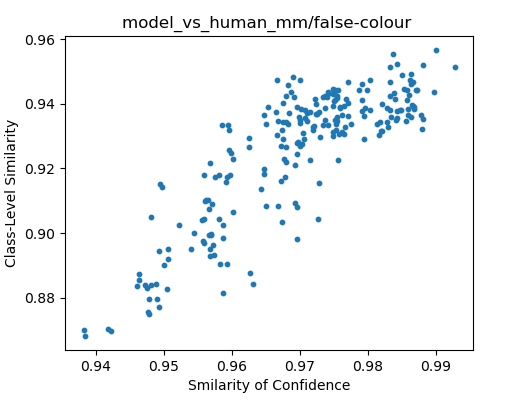 model_vs_human_mm/false-colour
Class-Level Similarity
0.96
0.94
0.92
0.90
0.88
0.94 0.95 0.96 0.97 0.98 0.99
Smilarity of Confidence